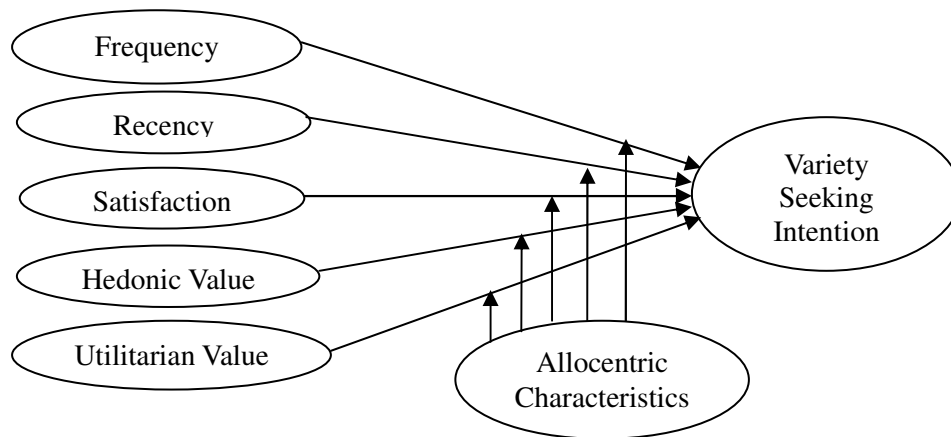 Frequency
Recency
Satisfaction
Hedonic Value
Utilitarian Value
Variety
Seeking
Intention
Allocentric
Characteristics